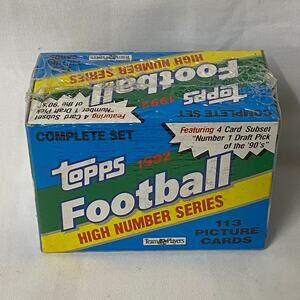 HIGH NUMBER SERIES
Football
1992
TOPPS
COMPLETE SET
Featuring 4 Card Subset
"Number 1 Draft Pick
of the '90's"
COMPLETE SET
Featuring 4 Card Subset
"Number 1 Draft Pick
of the '90's"
TOPPS
1992
Football
HIGH NUMBER SERIES
113
PICTURE
CARDS